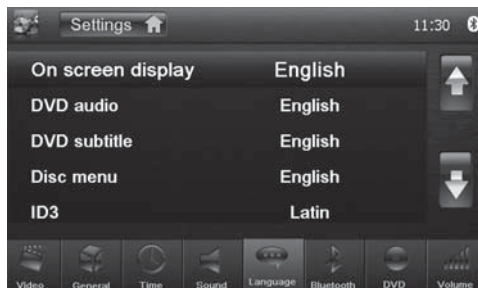 Settings 11:30
On screen display English
DVD audio English
DVD subtitle English
Disc menu English
ID3 Latin
Video General Time Sound Language Bluetooth DVD Volume